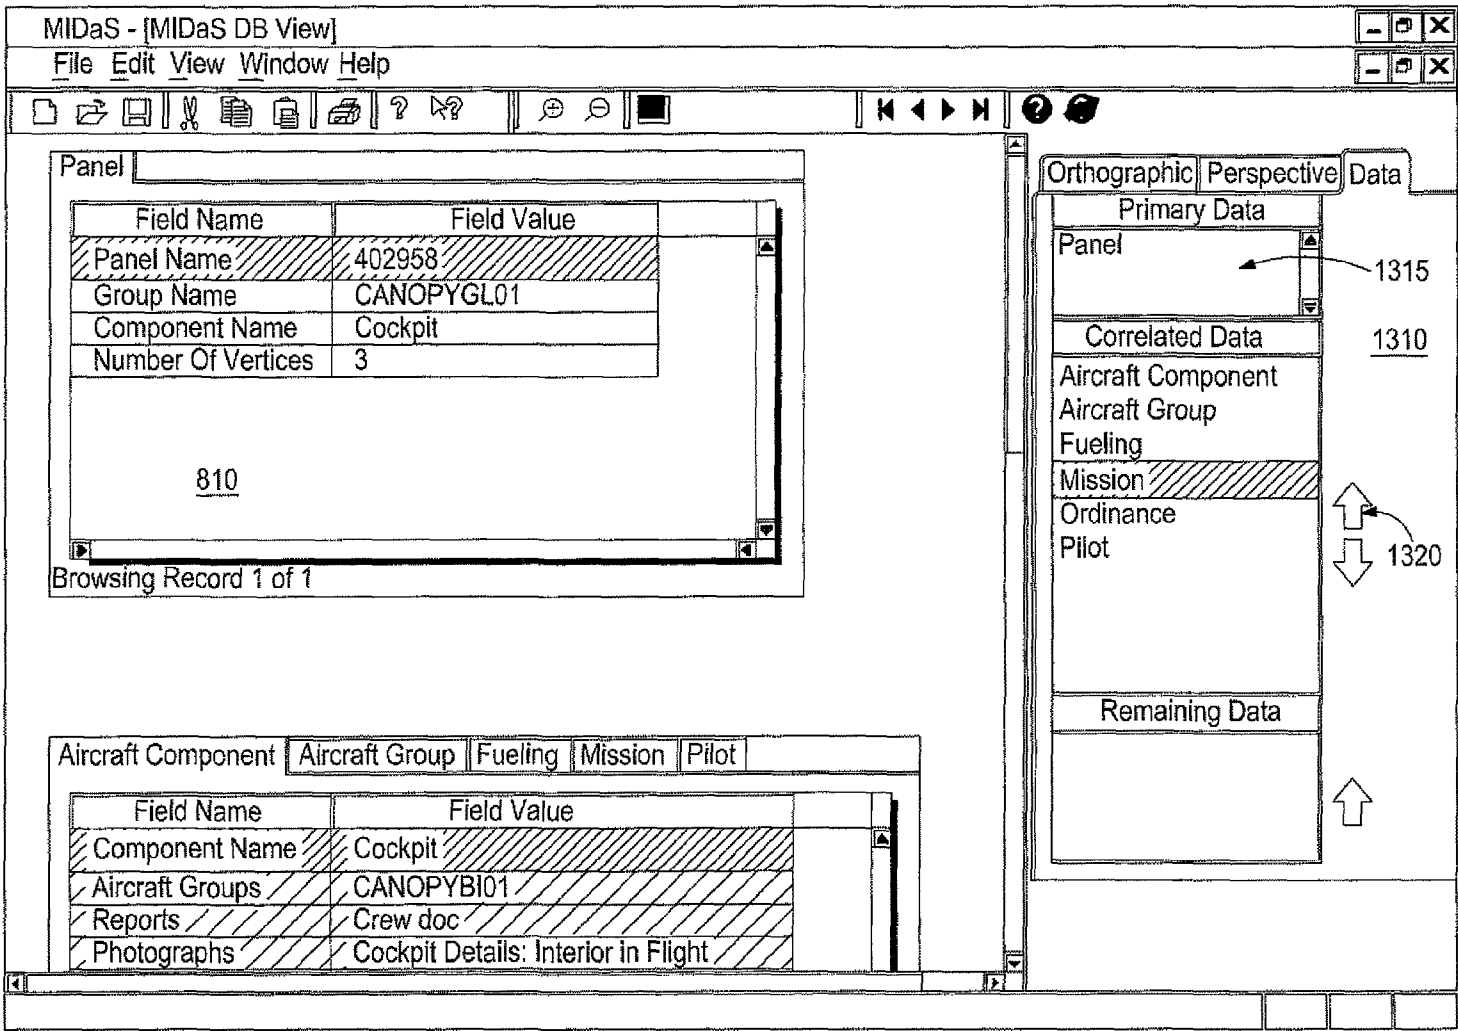 MIDaS - [MIDaS DB View]
File Edit View Window Help
Panel
Field Name Field Value
Panel Name 402958
Group Name CANOPYGL01
Component Name Cockpit
Number Of Vertices 3
810
Browsing Record 1 of 1
Aircraft Component Aircraft Group Fueling Mission Pilot
Field Name Field Value
Component Name Cockpit
Aircraft Groups CANOPYBI01
Reports Crew doc
Photographs Cockpit Details: Interior in Flight
Orthographic Perspective Data
Primary Data
Panel
1315
Correlated Data
1310
Aircraft Component
Aircraft Group
Fueling
Mission
Ordinance
Pilot
1320
Remaining Data